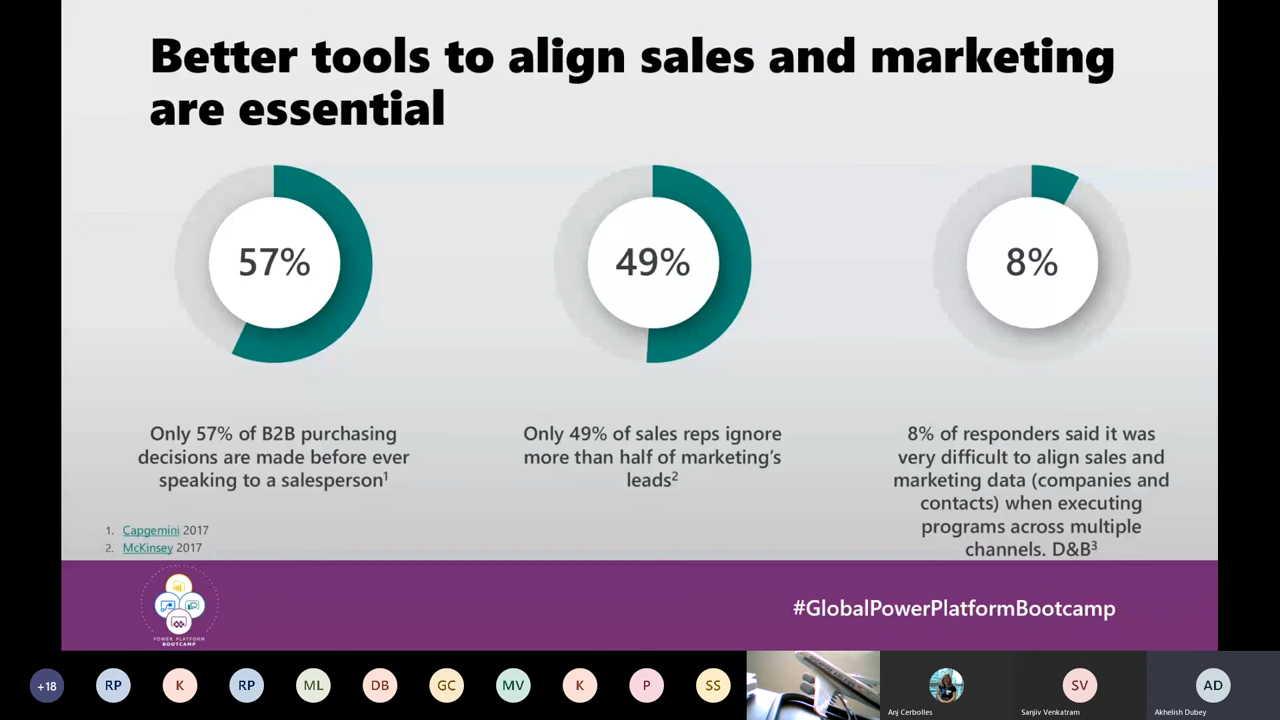 Better tools to align sales and marketing
are essential
57%
49%
8%
Only 57% of B2B purchasing
decisions are made before ever
speaking to a salesperson1
Only 49% of sales reps ignore
more than half of marketing's
leads2
8% of responders said it was
very difficult to align sales and
marketing data (companies and
contacts) when executing
programs across multiple
channels. D&B3
1. Capgemini 2017
2. McKinsey 2017
POWER PLATFORM
BOOTCAMP
#GlobalPowerPlatformBootcamp
+18
RP
K
RP
ML
DB
GC
MV
K
P
SS
Anj Cerbolles
SV
Sanjiv Venkatram
AD
Akhelish Dubey